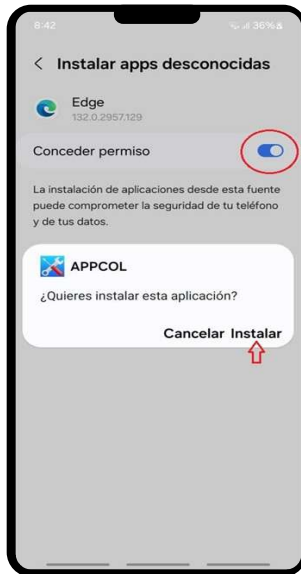 8:42
36%
Instalar apps desconocidas
Edge
132.0.2957.129
Conceder permiso
La instalación de aplicaciones desde esta fuente
puede comprometer la seguridad de tu teléfono
y de tus datos.
APPCOL
¿Quieres instalar esta aplicación?
Cancelar Instalar